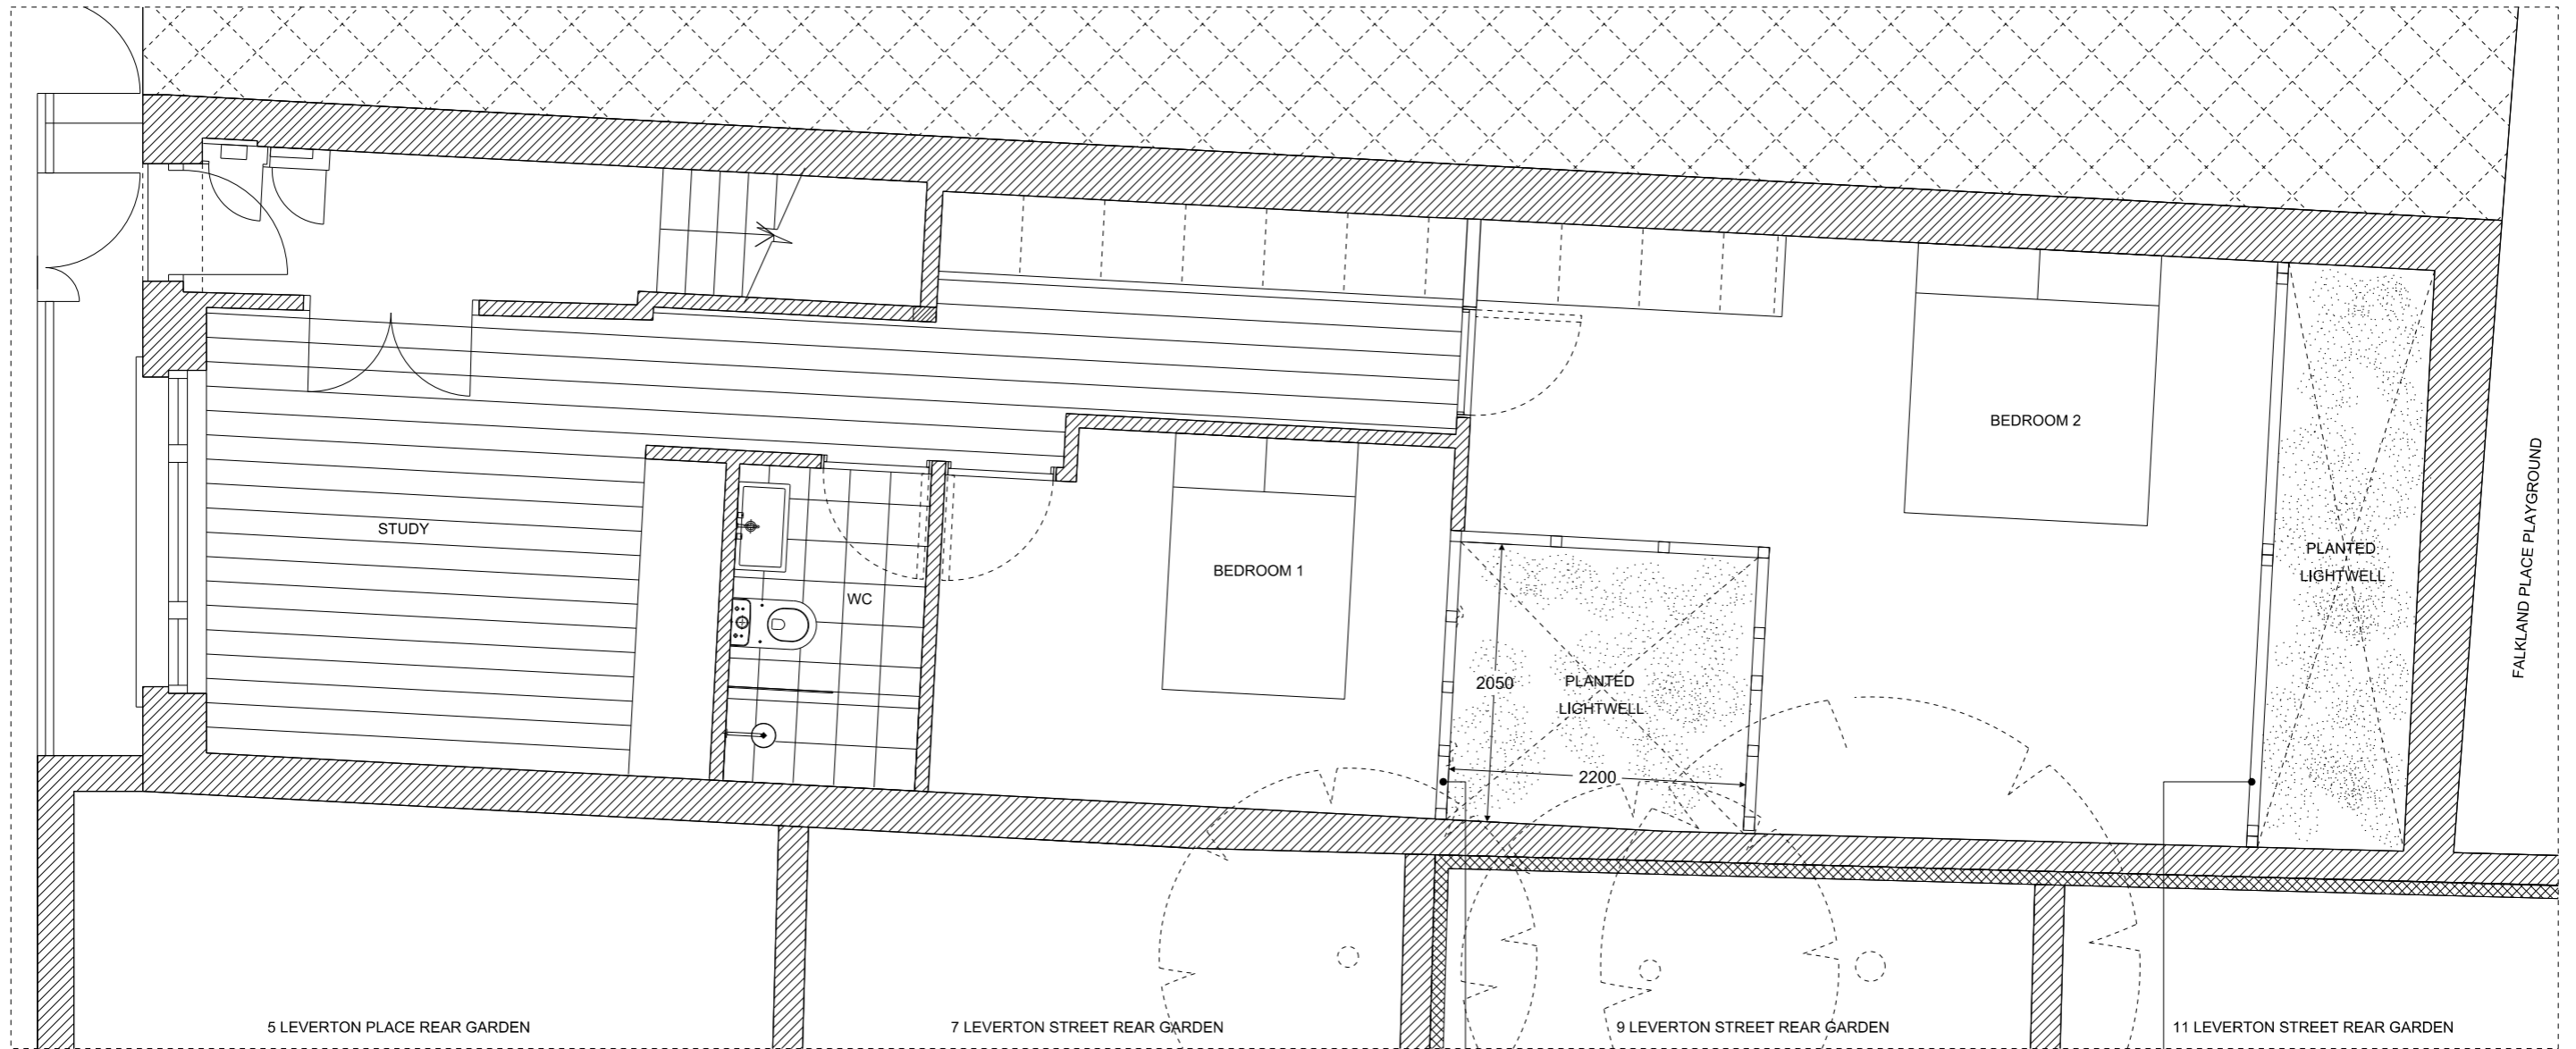 BEDROOM 2
FALKLAND PLACE PLAYGROUND
STUDY
PLANTED
LIGHTWELL
BEDROOM 1
WC
2050
PLANTED
LIGHTWELL
2200
5 LEVERTON PLACE REAR GARDEN
7 LEVERTON STREET REAR GARDEN
9 LEVERTON STREET REAR GARDEN
11 LEVERTON STREET REAR GARDEN